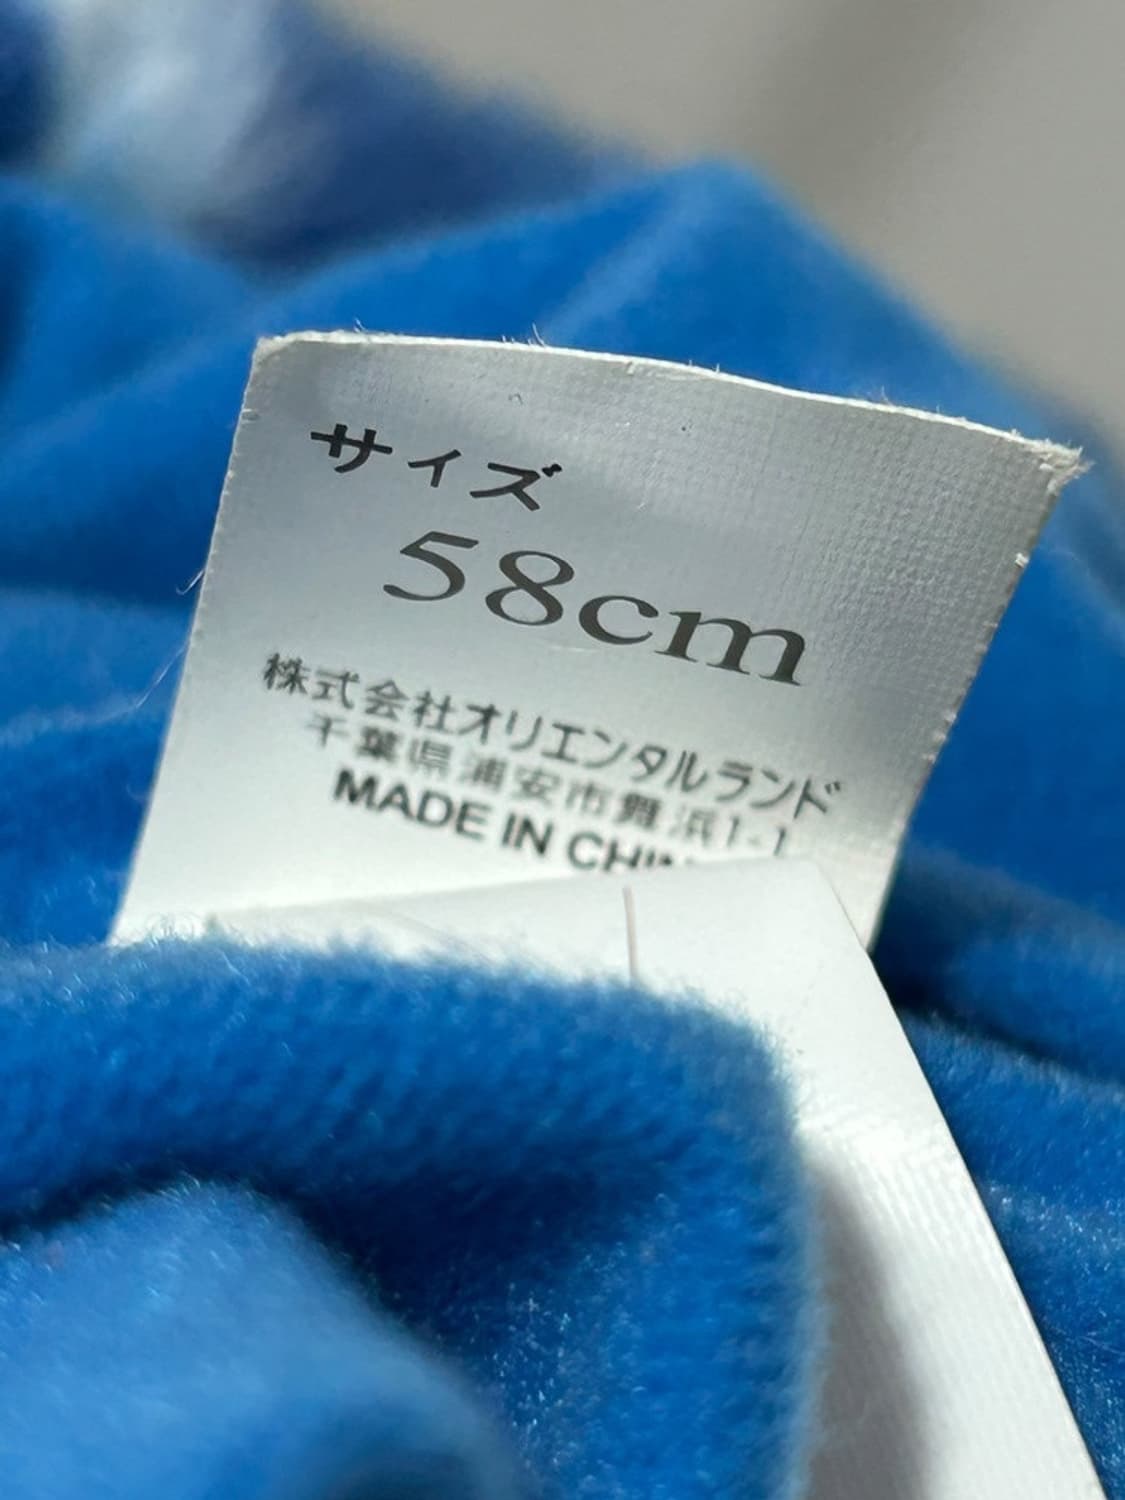 サイズ
58cm
株式会社オリエンタルランド
千葉県浦安市舞浜1-1
MADE IN